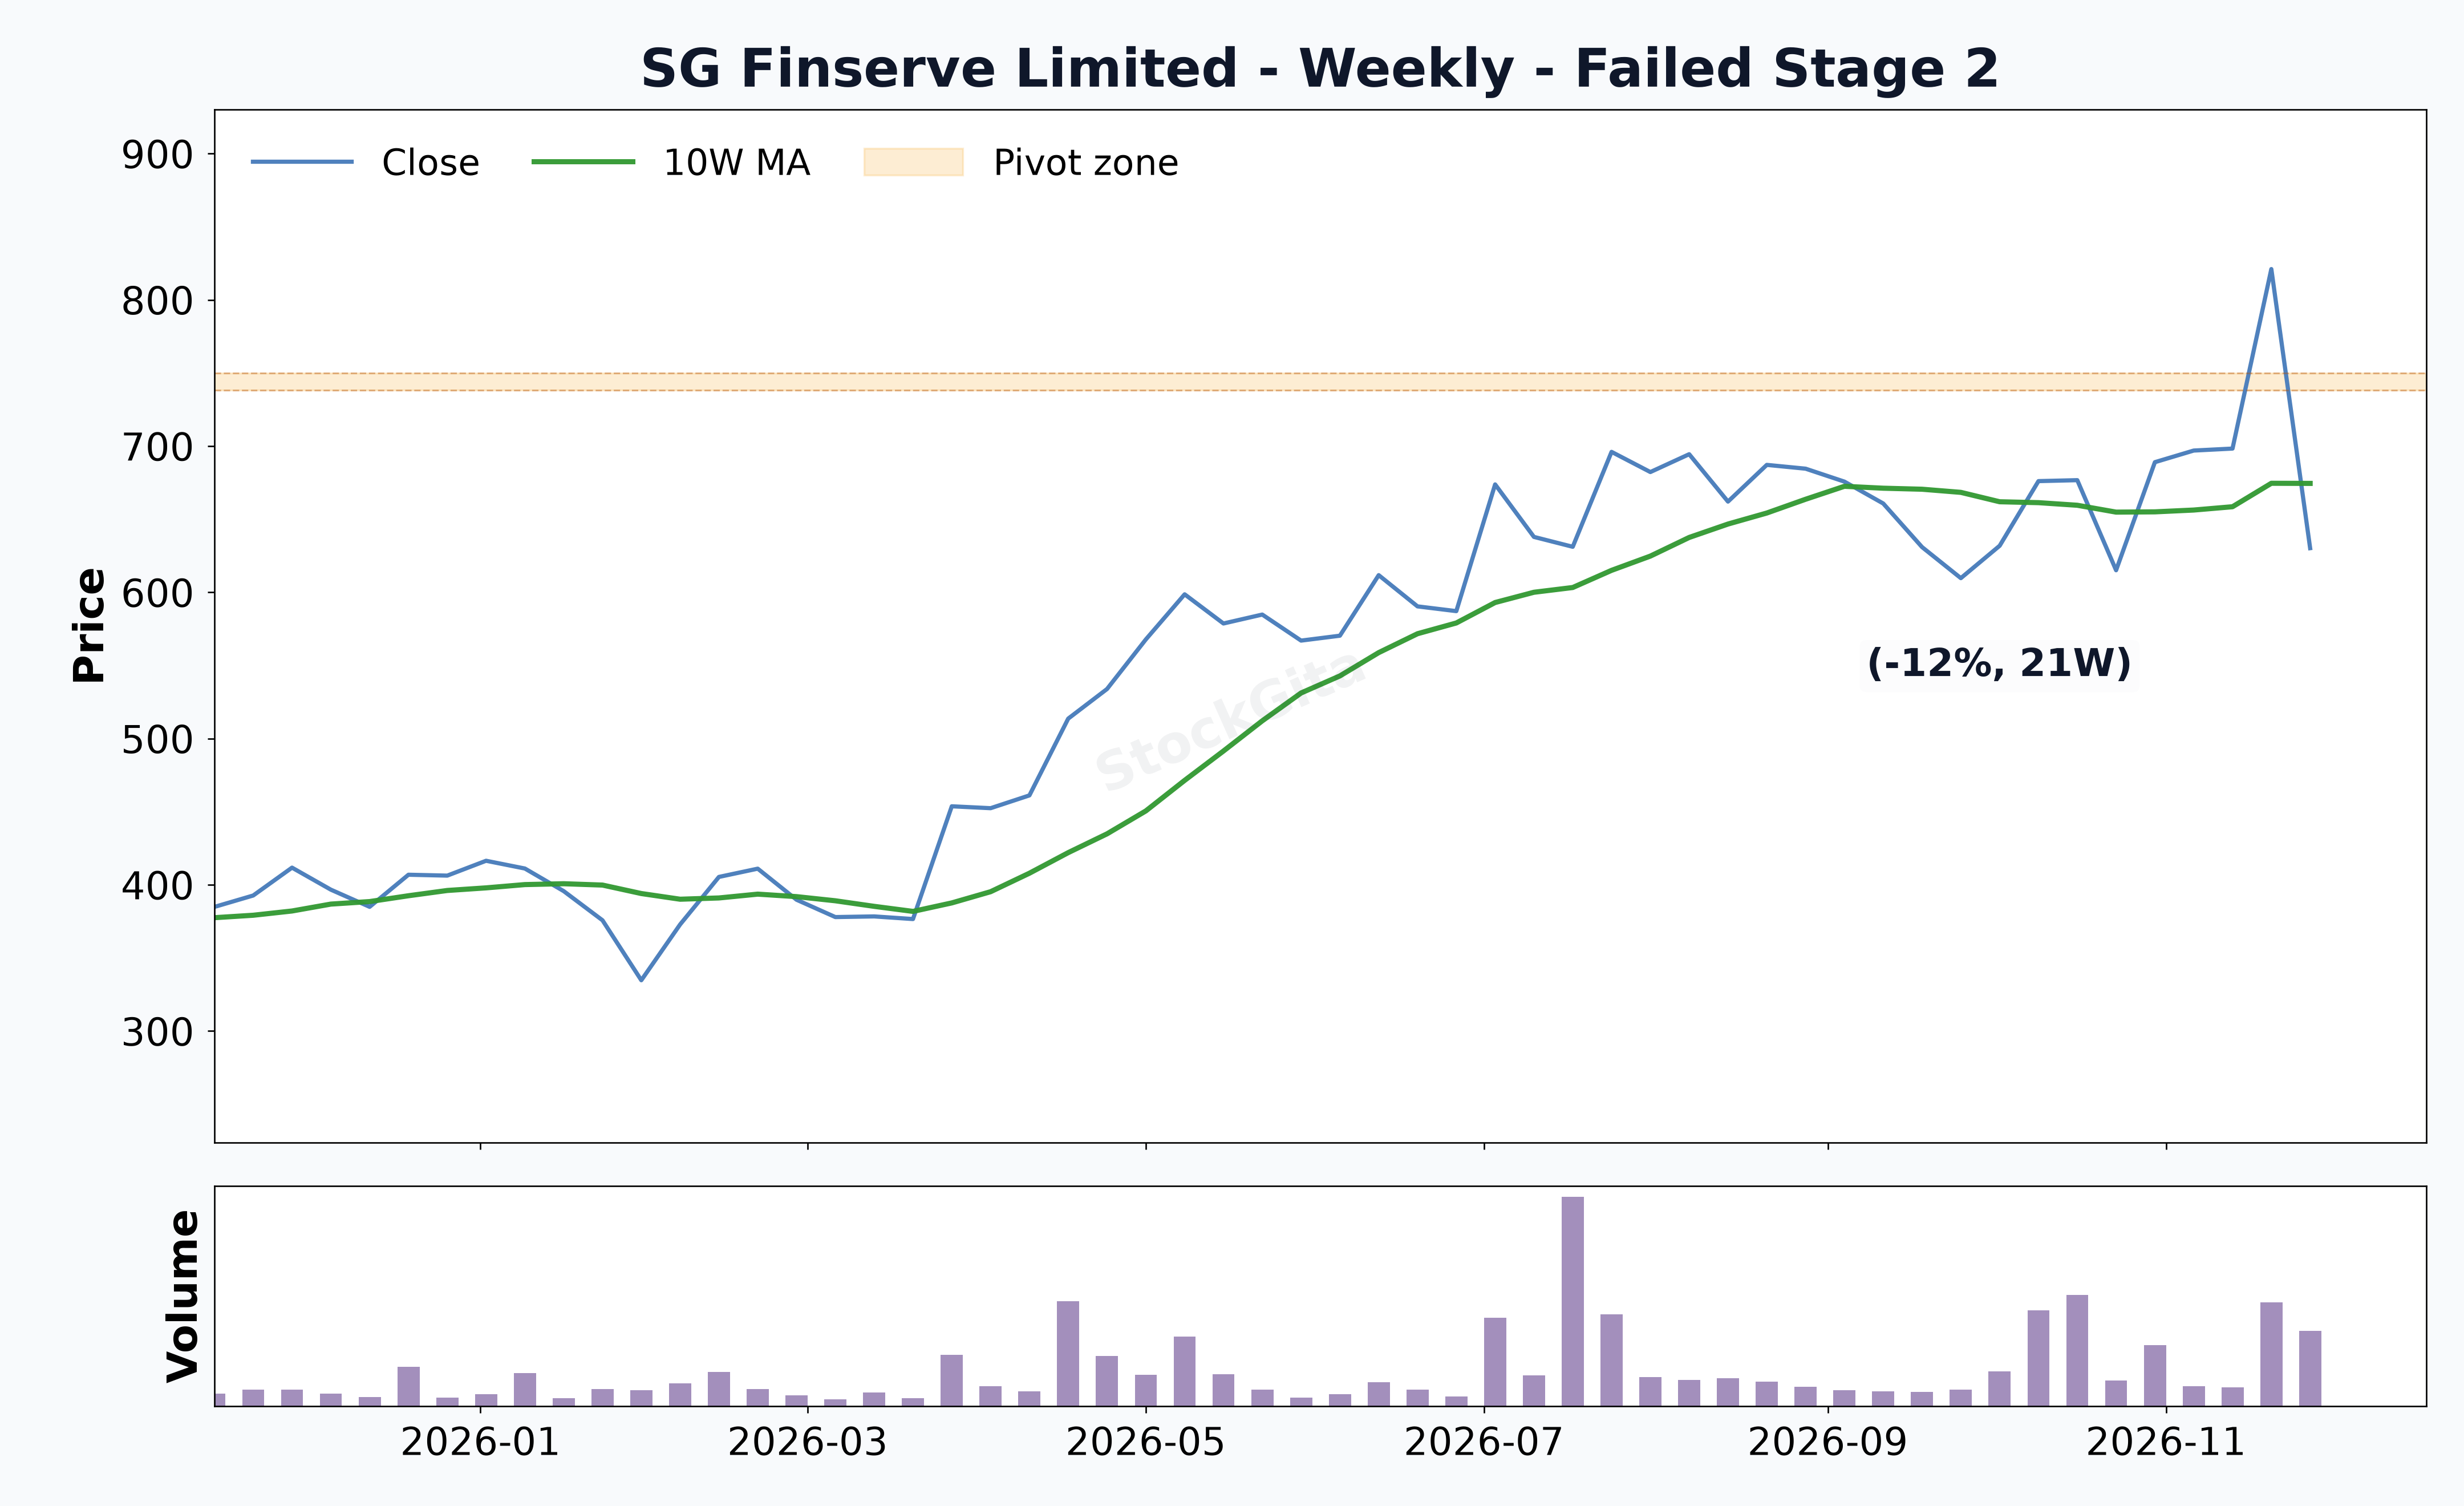 SG Finserve Limited - Weekly - Failed Stage 2
Close 10W MA Pivot zone
900
800
700
600
500
400
300
Price
(-12%, 21W)
StockGita
Volume
2026-01 2026-03 2026-05 2026-07 2026-09 2026-11